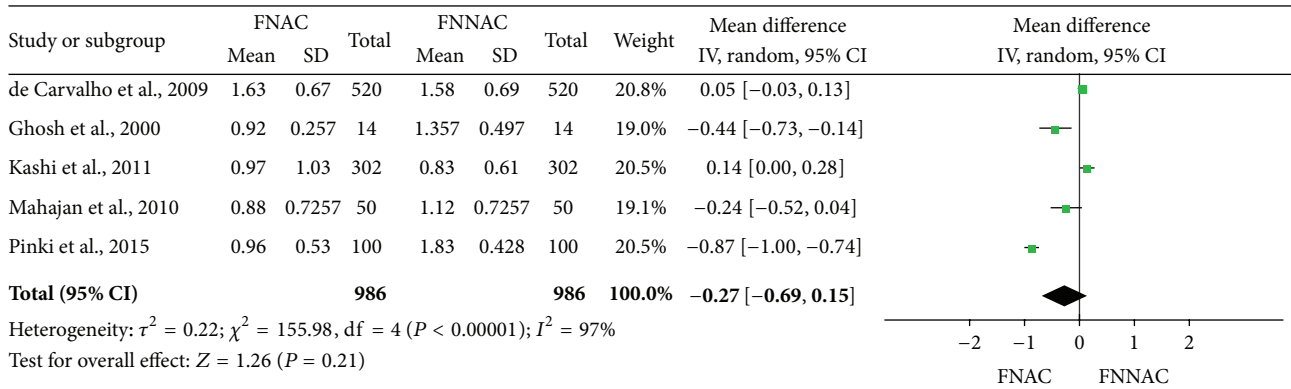 Study or subgroup FNAC Total FNNAC Total Weight Mean difference Mean difference
Mean SD Mean SD IV, random, 95% CI IV, random, 95% CI
de Carvalho et al., 2009 1.63 0.67 520 1.58 0.69 520 20.8% 0.05 [−0.03, 0.13]
Ghosh et al., 2000 0.92 0.257 14 1.357 0.497 14 19.0% −0.44 [−0.73, −0.14]
Kashi et al., 2011 0.97 1.03 302 0.83 0.61 302 20.5% 0.14 [0.00, 0.28]
Mahajan et al., 2010 0.88 0.7257 50 1.12 0.7257 50 19.1% −0.24 [−0.52, 0.04]
Pinki et al., 2015 0.96 0.53 100 1.83 0.428 100 20.5% −0.87 [−1.00, −0.74]
Total (95% CI) 986 986 100.0% −0.27 [−0.69, 0.15]
Heterogeneity: τ² = 0.22; χ² = 155.98, df = 4 (P < 0.00001); I² = 97%
Test for overall effect: Z = 1.26 (P = 0.21)
−2 −1 0 1 2
FNAC FNNAC